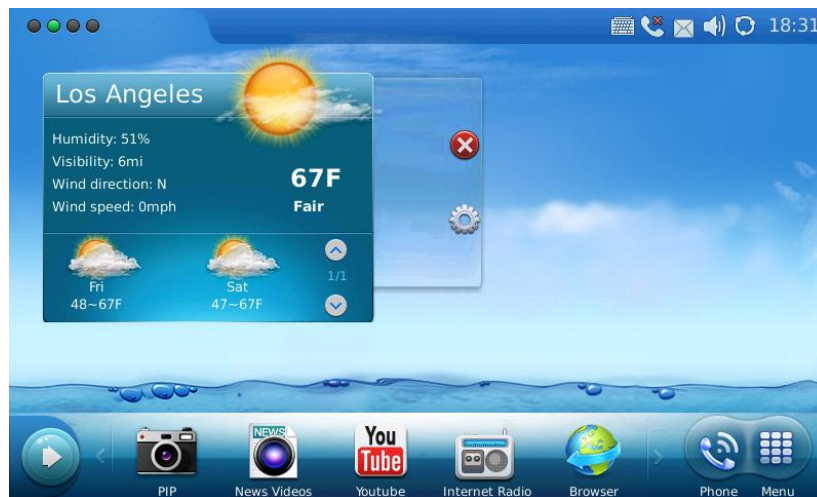 18:31
Los Angeles
Humidity: 51%
Visibility: 6mi
Wind direction: N
Wind speed: 0mph
67F
Fair
Fri
48~67F
Sat
47~67F
1/1
NEWS
You
Tube
PIP
News Videos
Youtube
Internet Radio
Browser
Phone
Menu